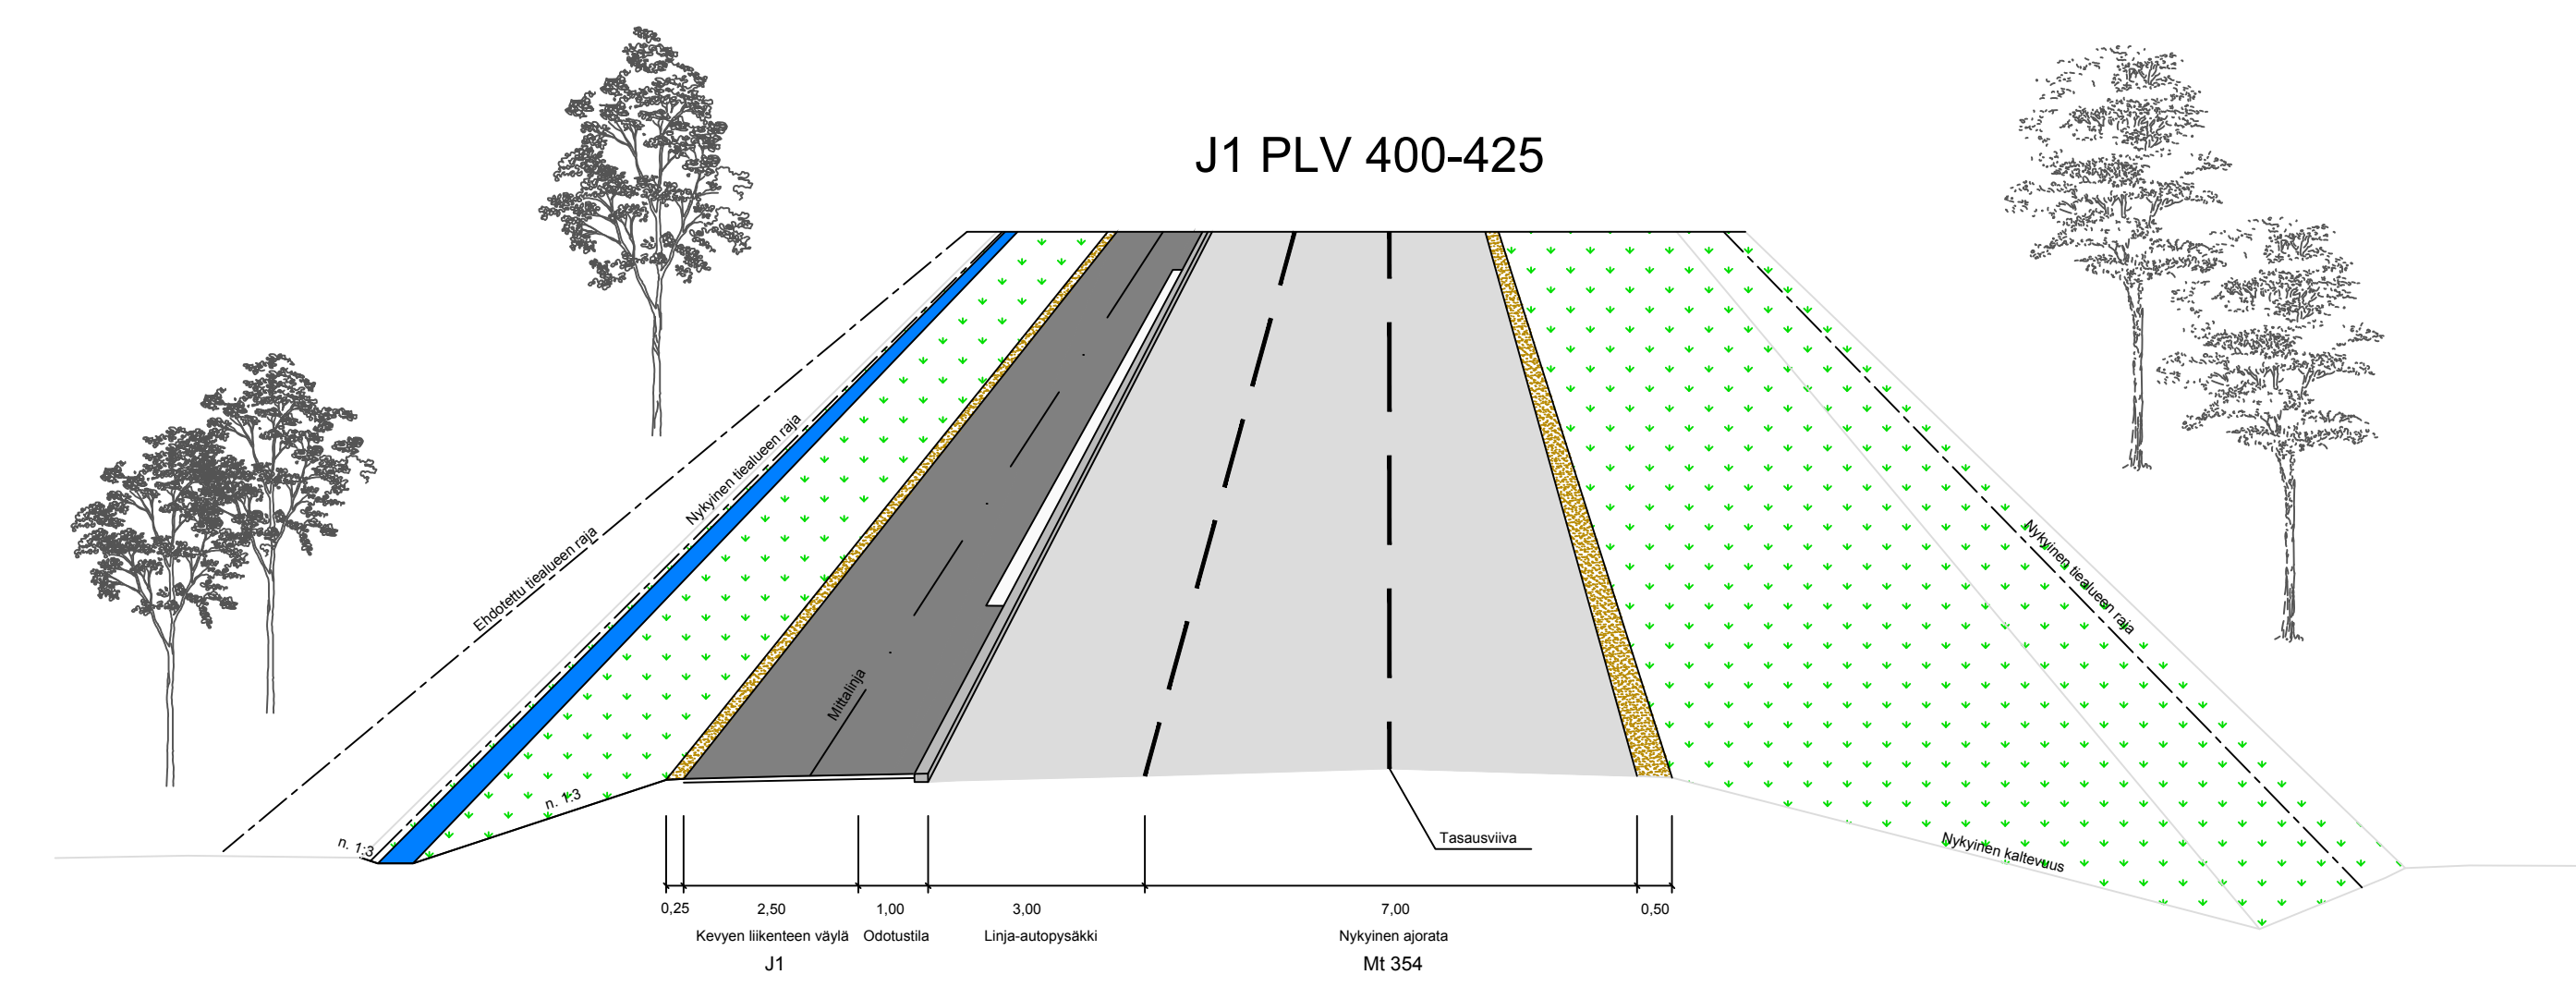 J1 PLV 400-425
Nykyinen tiealueen raja
Ehdotettu tiealueen raja
Nykyinen tiealueen raja
Mittalinja
n. 1:3
n. 1:3
Tasausviiva
Nykyinen kaltevuus
0,25 2,50 1,00 3,00 7,00 0,50
Kevyen liikenteen väylä Odotustila Linja-autopysäkki Nykyinen ajorata
J1 Mt 354